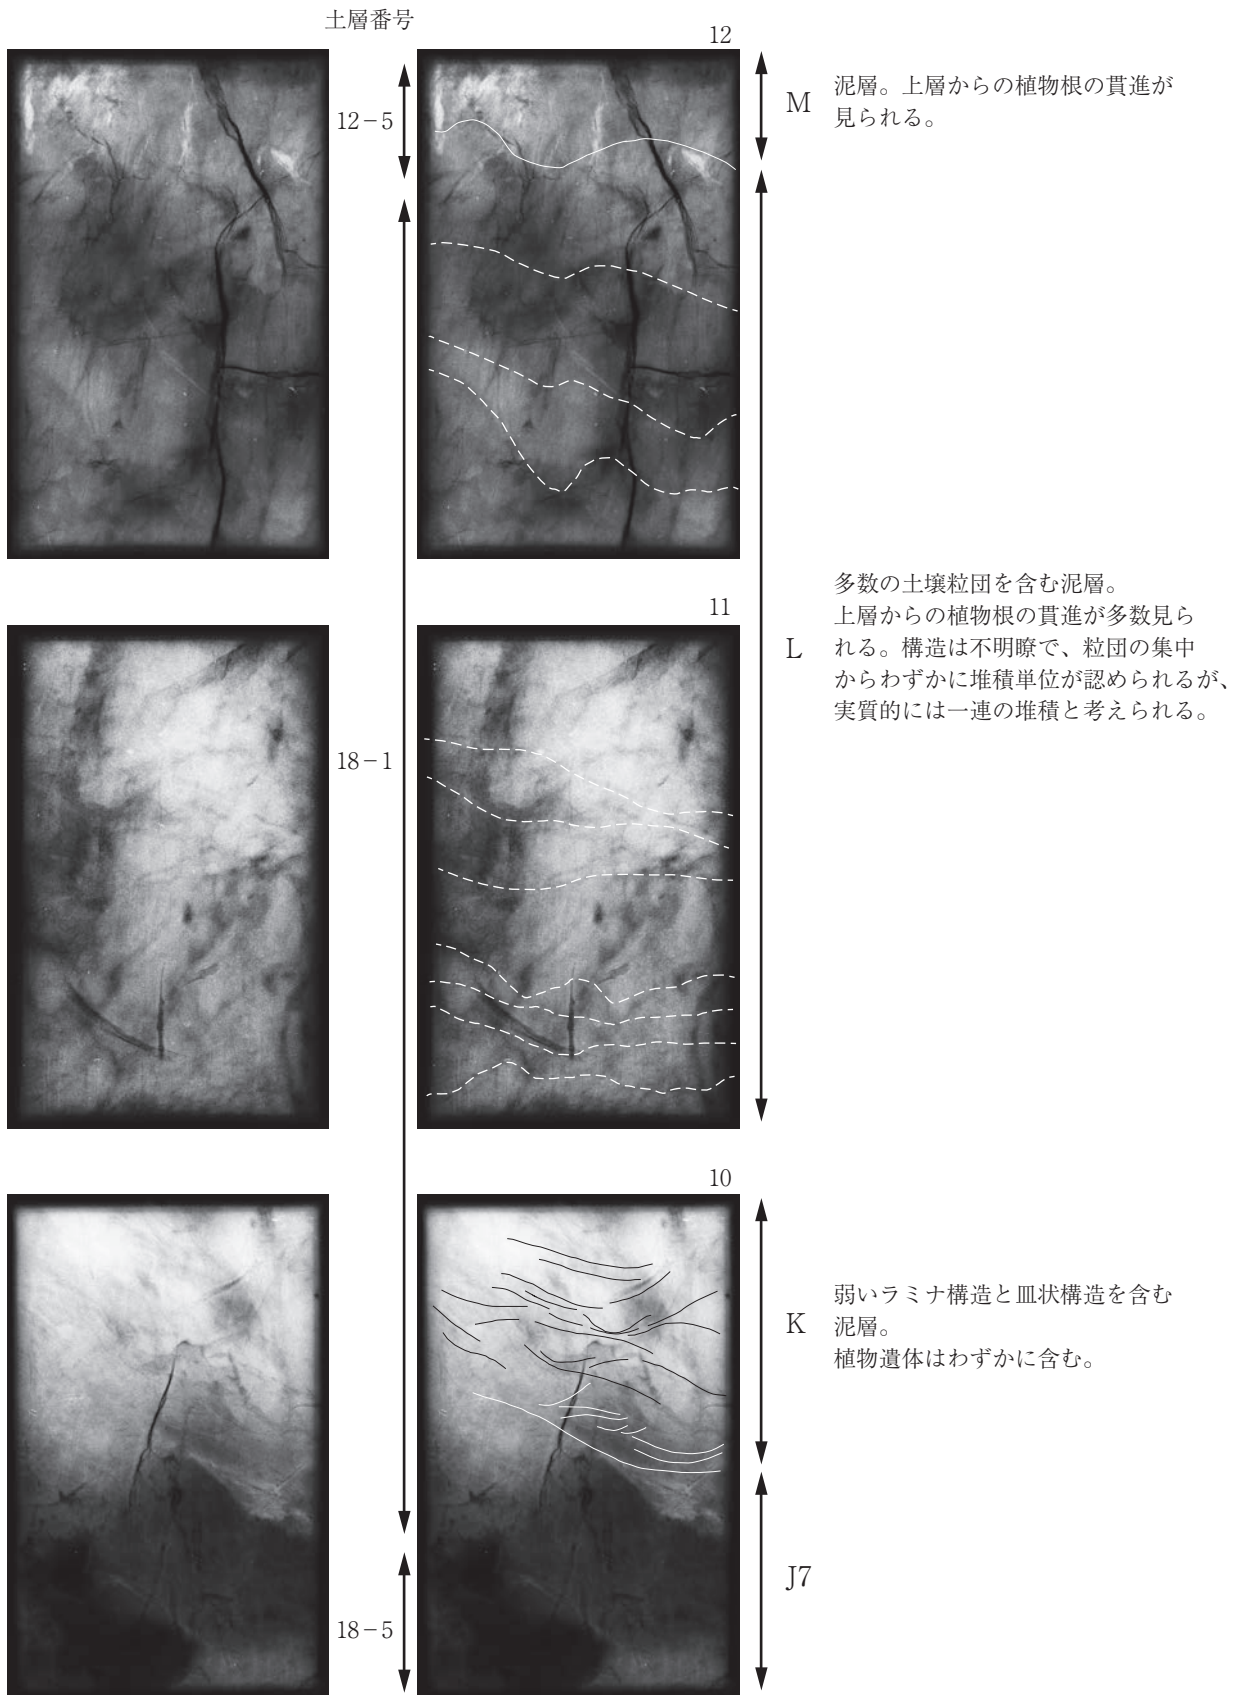 土層番号
12
12－5
M
泥層。上層からの植物根の貫進が
見られる。
11
18－1
L
多数の土壌粒団を含む泥層。
上層からの植物根の貫進が多数見ら
れる。構造は不明瞭で、粒団の集中
からわずかに堆積単位が認められるが、
実質的には一連の堆積と考えられる。
10
K
弱いラミナ構造と皿状構造を含む
泥層。
植物遺体はわずかに含む。
J7
18－5